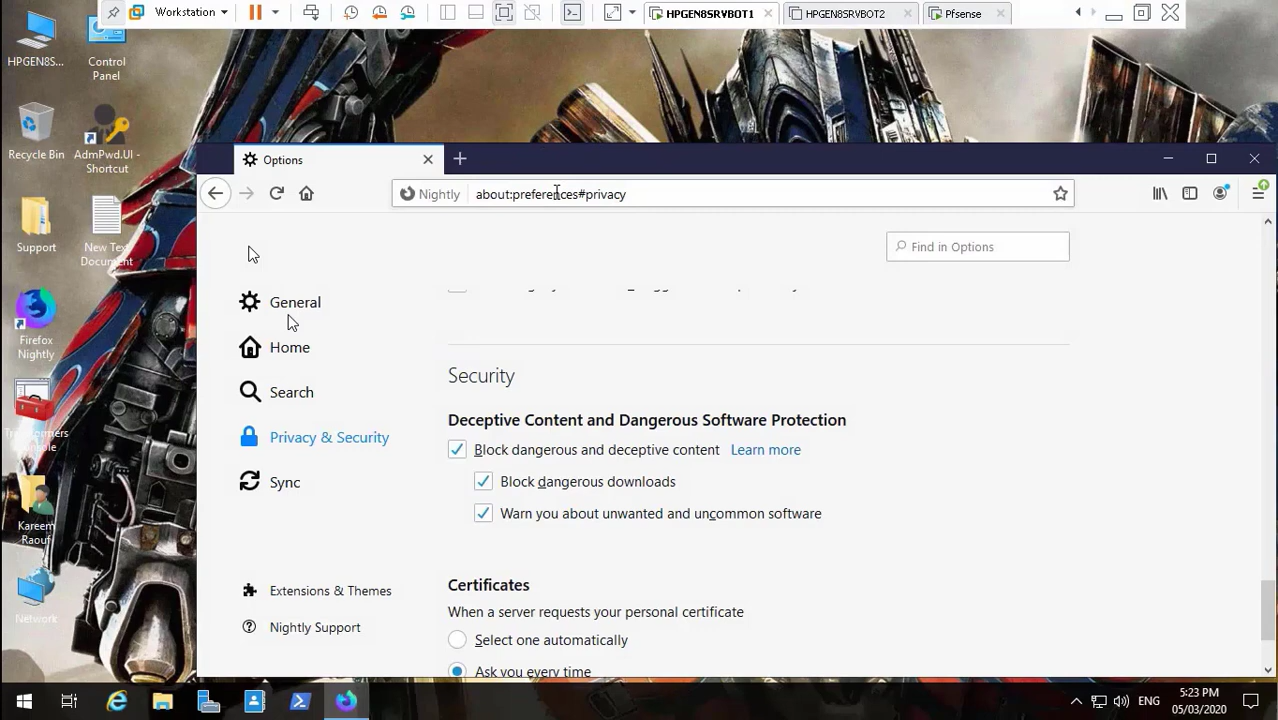 Workstation
HPGEN8SRVBOT1
HPGEN8SRVBOT2
Pfsense
HPGEN8S...
Control
Panel
Recycle Bin
AdmPwd.UI -
Shortcut
Support
New Text
Document
Firefox
Nightly
Kareem
Raouf
Network
Options
Nightly
about:preferences#privacy
Find in Options
General
Home
Search
Privacy & Security
Sync
Extensions & Themes
Nightly Support
Security
Deceptive Content and Dangerous Software Protection
Block dangerous and deceptive content Learn more
Block dangerous downloads
Warn you about unwanted and uncommon software
Certificates
When a server requests your personal certificate
Select one automatically
Ask you every time
ENG
5:23 PM
05/03/2020